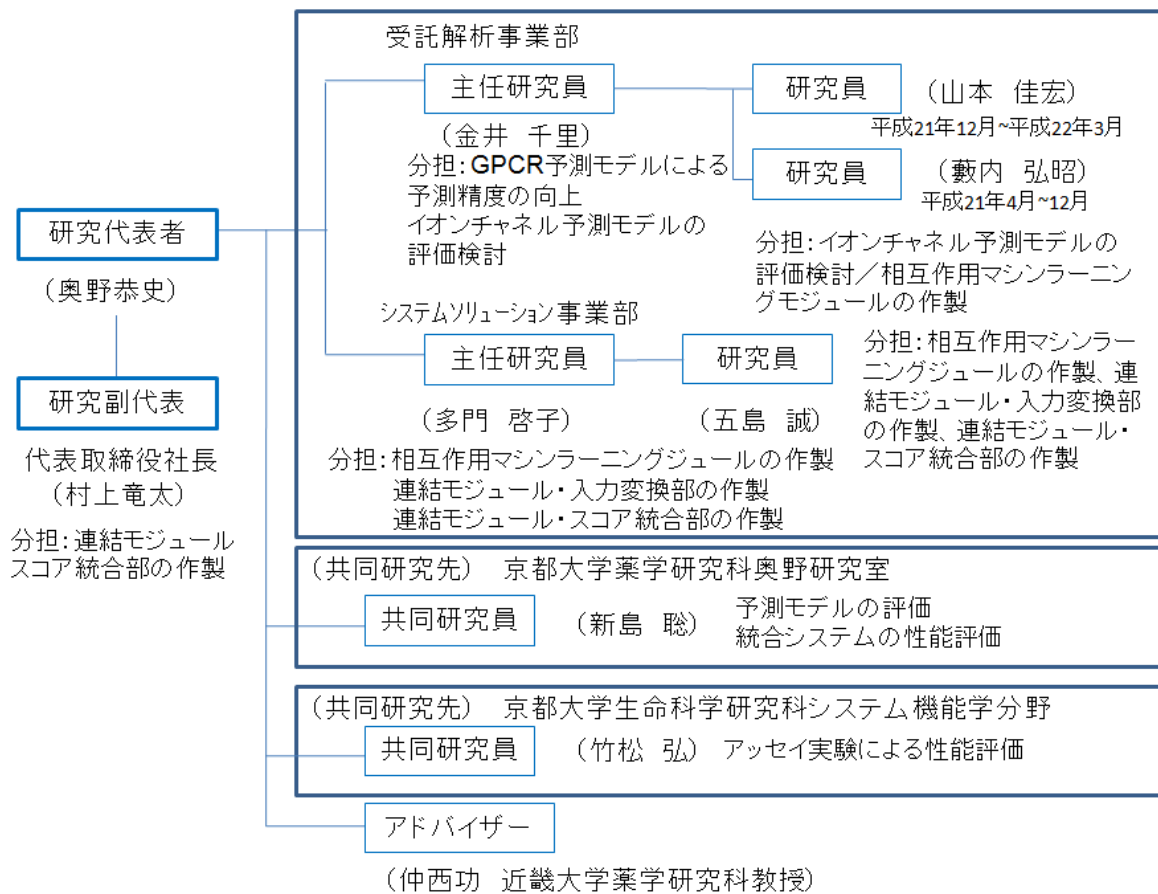 受託解析事業部
主任研究員
(金井 千里)
分担:GPCR予測モデルによる
予測精度の向上
イオンチャネル予測モデルの
評価検討
研究員
(山本 佳宏)
平成21年12月~平成22年3月
研究員
(藪内 弘昭)
平成21年4月~12月
分担:イオンチャネル予測モデルの
評価検討/相互作用マシンラーニン
グモジュールの作製
研究代表者
(奥野恭史)
研究副代表
代表取締役社長
(村上竜太)
分担:連結モジュール
スコア統合部の作製
システムソリューション事業部
主任研究員
(多門 啓子)
分担:相互作用マシンラーニングジュールの作製
連結モジュール・入力変換部の作製
連結モジュール・スコア統合部の作製
研究員
(五島 誠)
分担:相互作用マシンラー
ニングジュールの作製、連
結モジュール・入力変換部
の作製、連結モジュール・
スコア統合部の作製
(共同研究先) 京都大学薬学研究科奥野研究室
共同研究員
(新島 聡)
予測モデルの評価
統合システムの性能評価
(共同研究先) 京都大学生命科学研究科システム機能学分野
共同研究員
(竹松 弘)
アッセイ実験による性能評価
アドバイザー
(仲西功 近畿大学薬学研究科教授)